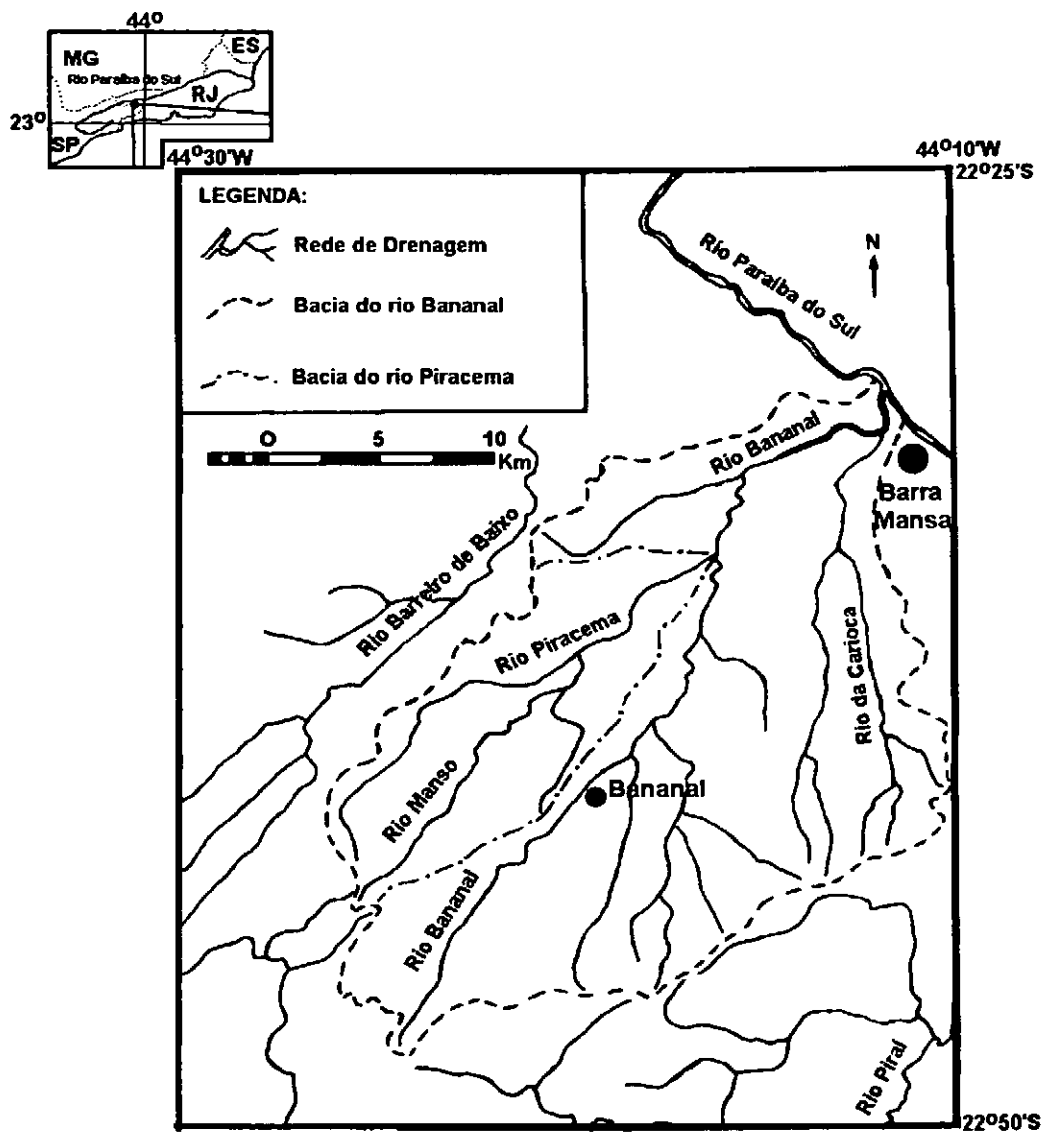 44º
MG
ES
Rio Paraíba do Sul
RJ
23º
SP
44º30'W
44º10'W
22º25'S
LEGENDA:
Rede de Drenagem
Bacia do rio Bananal
Bacia do rio Piracema
N
Rio Paraíba do Sul
O 5 10
Km
Rio Bananal
Barra
Mansa
Rio Barreiro de Baixo
Rio Piracema
Rio da Carioca
Rio Manso
Bananal
Rio Bananal
Rio Piraí
22º50'S